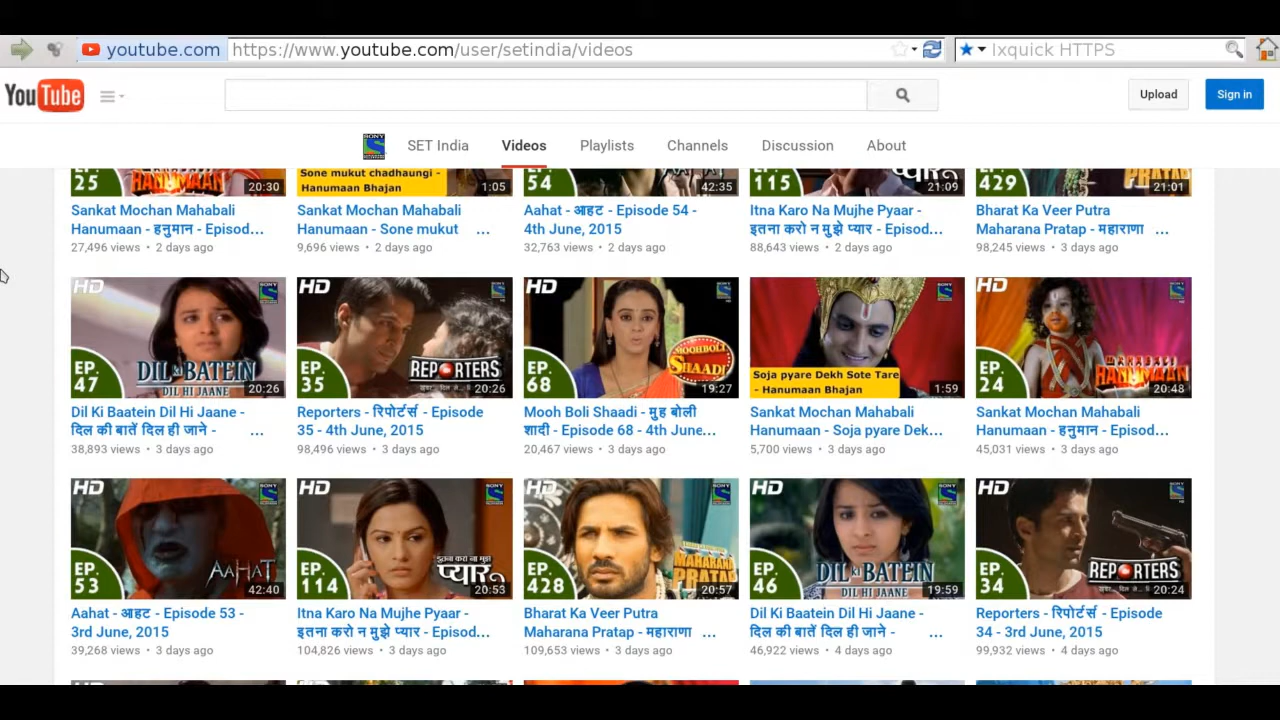 youtube.com https://www.youtube.com/user/setindia/videos Ixquick HTTPS
YouTube Upload Sign in
SET India Videos Playlists Channels Discussion About
25 HANUMAAN 20:30
Sone mukut chadhaungi - Hanumaan Bhajan 1:05
54 42:35
115 प्यार 21:09
429 PRATAP 21:01
Sankat Mochan Mahabali
Hanumaan - हनुमान - Episod...
27,496 views • 2 days ago
Sankat Mochan Mahabali
Hanumaan - Sone mukut ...
9,696 views • 2 days ago
Aahat - आहट - Episode 54 -
4th June, 2015
32,763 views • 2 days ago
Itna Karo Na Mujhe Pyaar -
इतना करो न मुझे प्यार - Episod...
88,643 views • 2 days ago
Bharat Ka Veer Putra
Maharana Pratap - महाराणा ...
98,245 views • 3 days ago
HD EP. 47 DIL Ki BATEIN DIL HI JAANE 20:26
HD EP. 35 REPORTERS 20:26
HD EP. 68 MOOHBOLI SHAADI 19:27
Soja pyare Dekh Sote Tare - Hanumaan Bhajan 1:59
HD EP. 24 MAHABALI HANUMAAN 20:48
Dil Ki Baatein Dil Hi Jaane -
दिल की बातें दिल ही जाने - ...
38,893 views • 3 days ago
Reporters - रिपोर्टर्स - Episode
35 - 4th June, 2015
98,496 views • 3 days ago
Mooh Boli Shaadi - मुह बोली
शादी - Episode 68 - 4th June...
20,467 views • 3 days ago
Sankat Mochan Mahabali
Hanumaan - Soja pyare Dek...
5,700 views • 3 days ago
Sankat Mochan Mahabali
Hanumaan - हनुमान - Episod...
45,031 views • 3 days ago
HD EP. 53 AAHAT 42:40
HD EP. 114 इतना करो ना मुझे प्यार 20:53
HD EP. 428 MAHARANA PRATAP 20:57
HD EP. 46 DIL Ki BATEIN DIL HI JAANE 19:59
HD EP. 34 REPORTERS 20:24
Aahat - आहट - Episode 53 -
3rd June, 2015
39,268 views • 3 days ago
Itna Karo Na Mujhe Pyaar -
इतना करो न मुझे प्यार - Episod...
104,826 views • 3 days ago
Bharat Ka Veer Putra
Maharana Pratap - महाराणा ...
109,653 views • 3 days ago
Dil Ki Baatein Dil Hi Jaane -
दिल की बातें दिल ही जाने - ...
46,922 views • 4 days ago
Reporters - रिपोर्टर्स - Episode
34 - 3rd June, 2015
99,932 views • 4 days ago